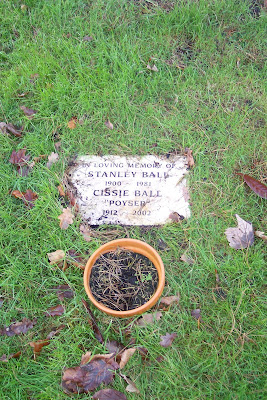 IN LOVING MEMORY OF
STANLEY BALL
1900 - 1981
CISSIE BALL
"POYSER"
1912 - 2002